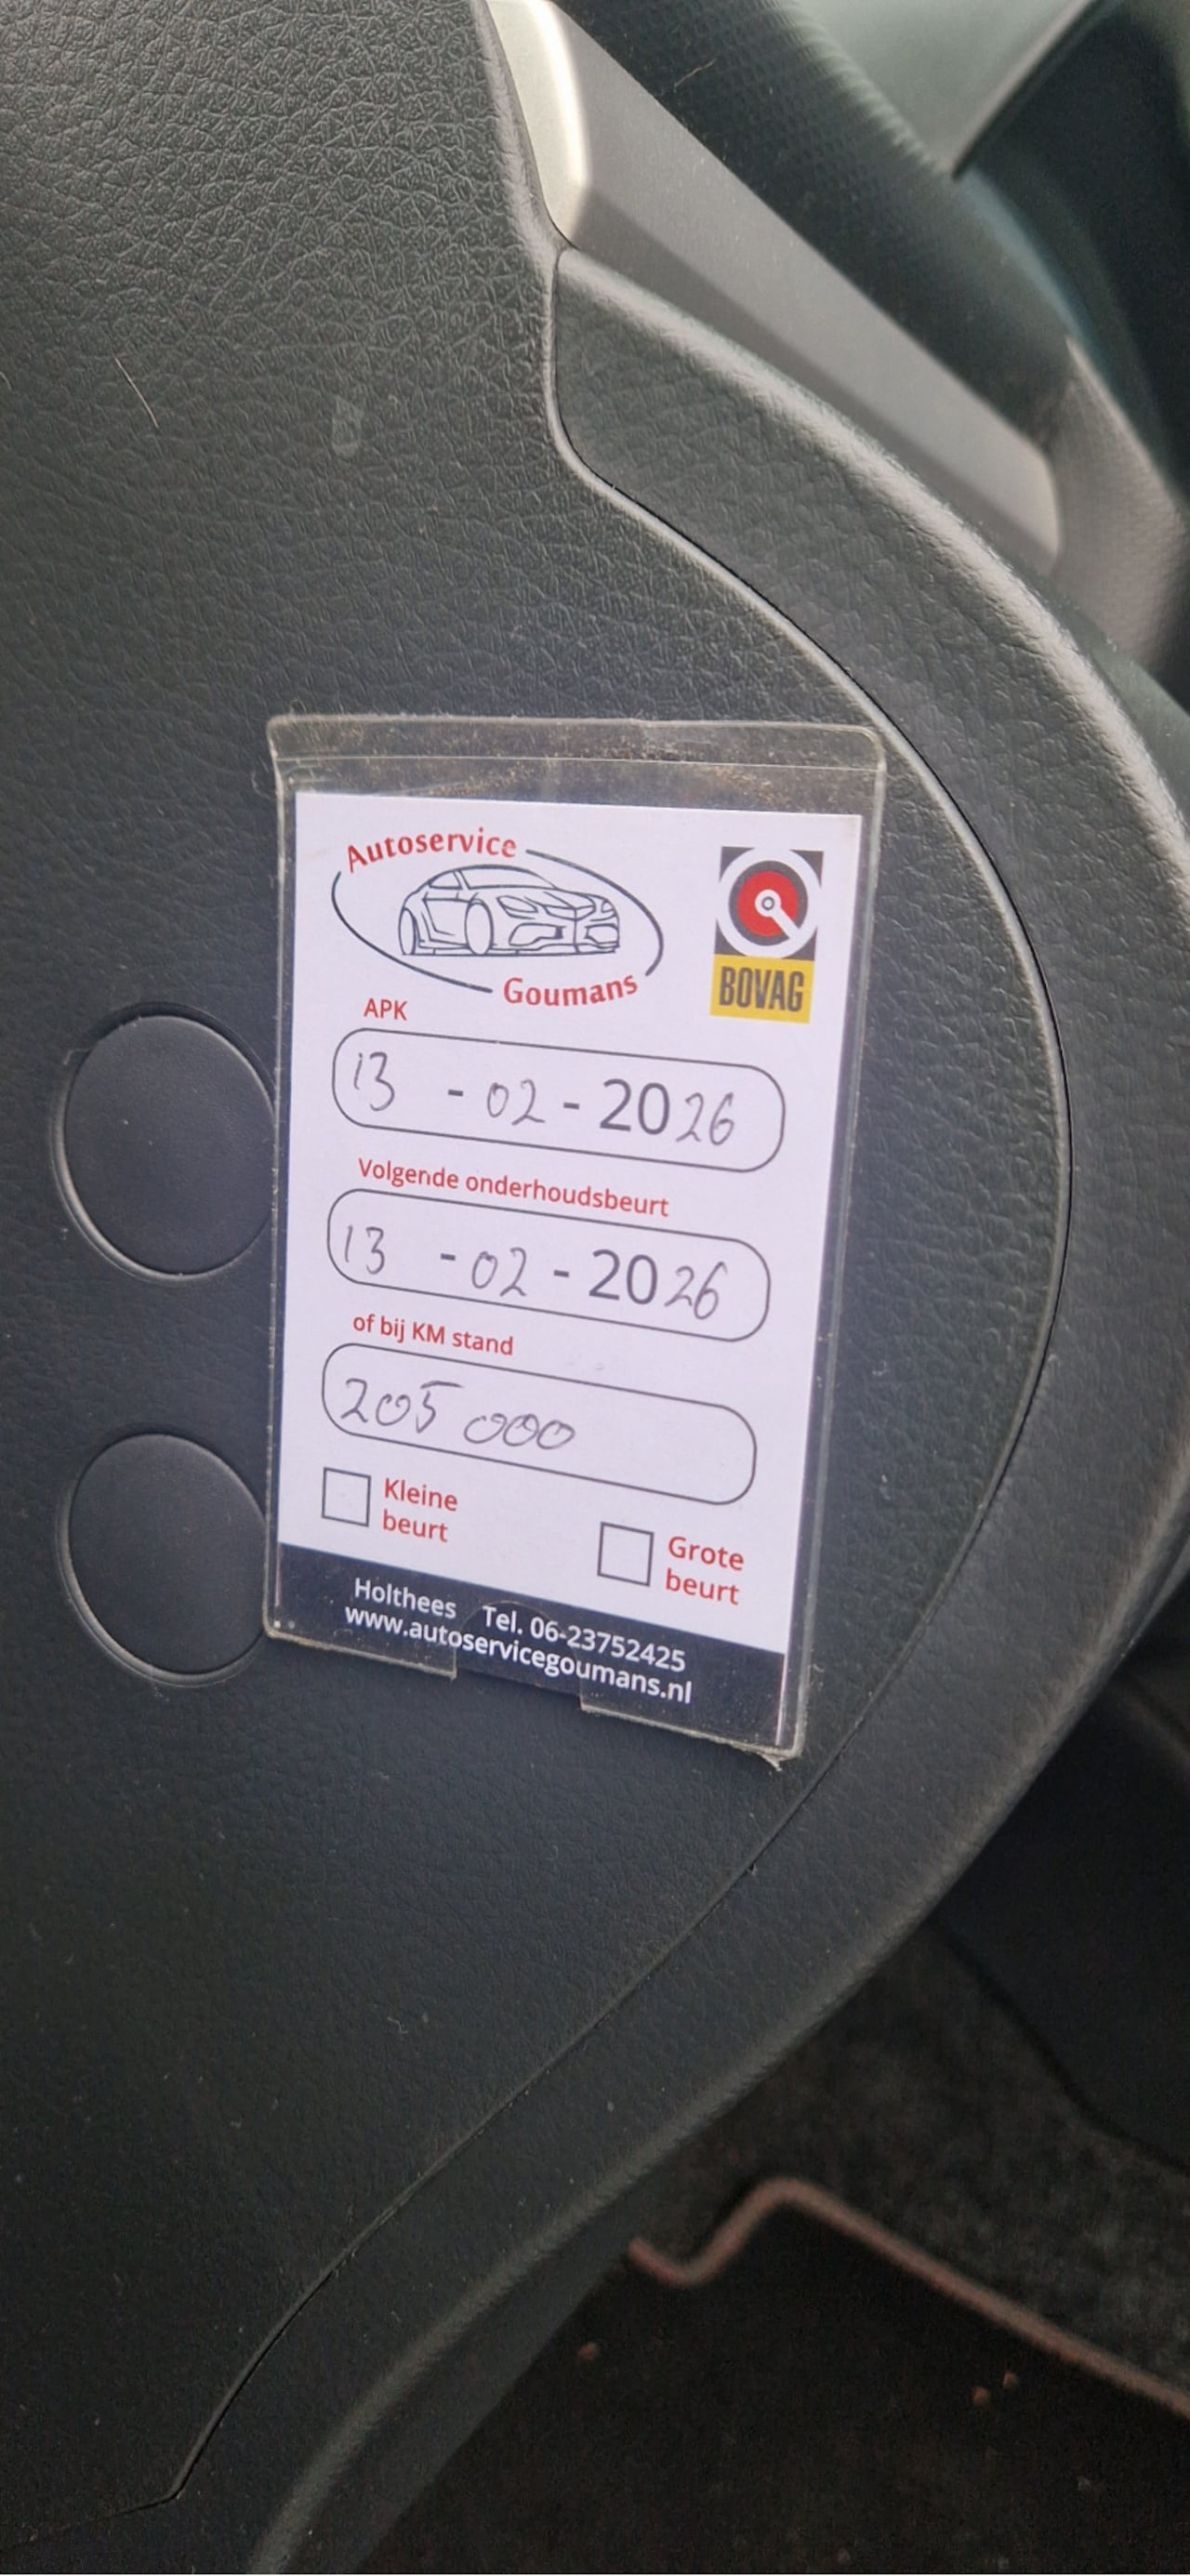 Autoservice
Goumans
BOVAG
APK
13 - 02 - 2026
Volgende onderhoudsbeurt
13 - 02 - 2026
of bij KM stand
205 000
Kleine
beurt
Grote
beurt
Holthees Tel. 06-23752425
www.autoservicegoumans.nl